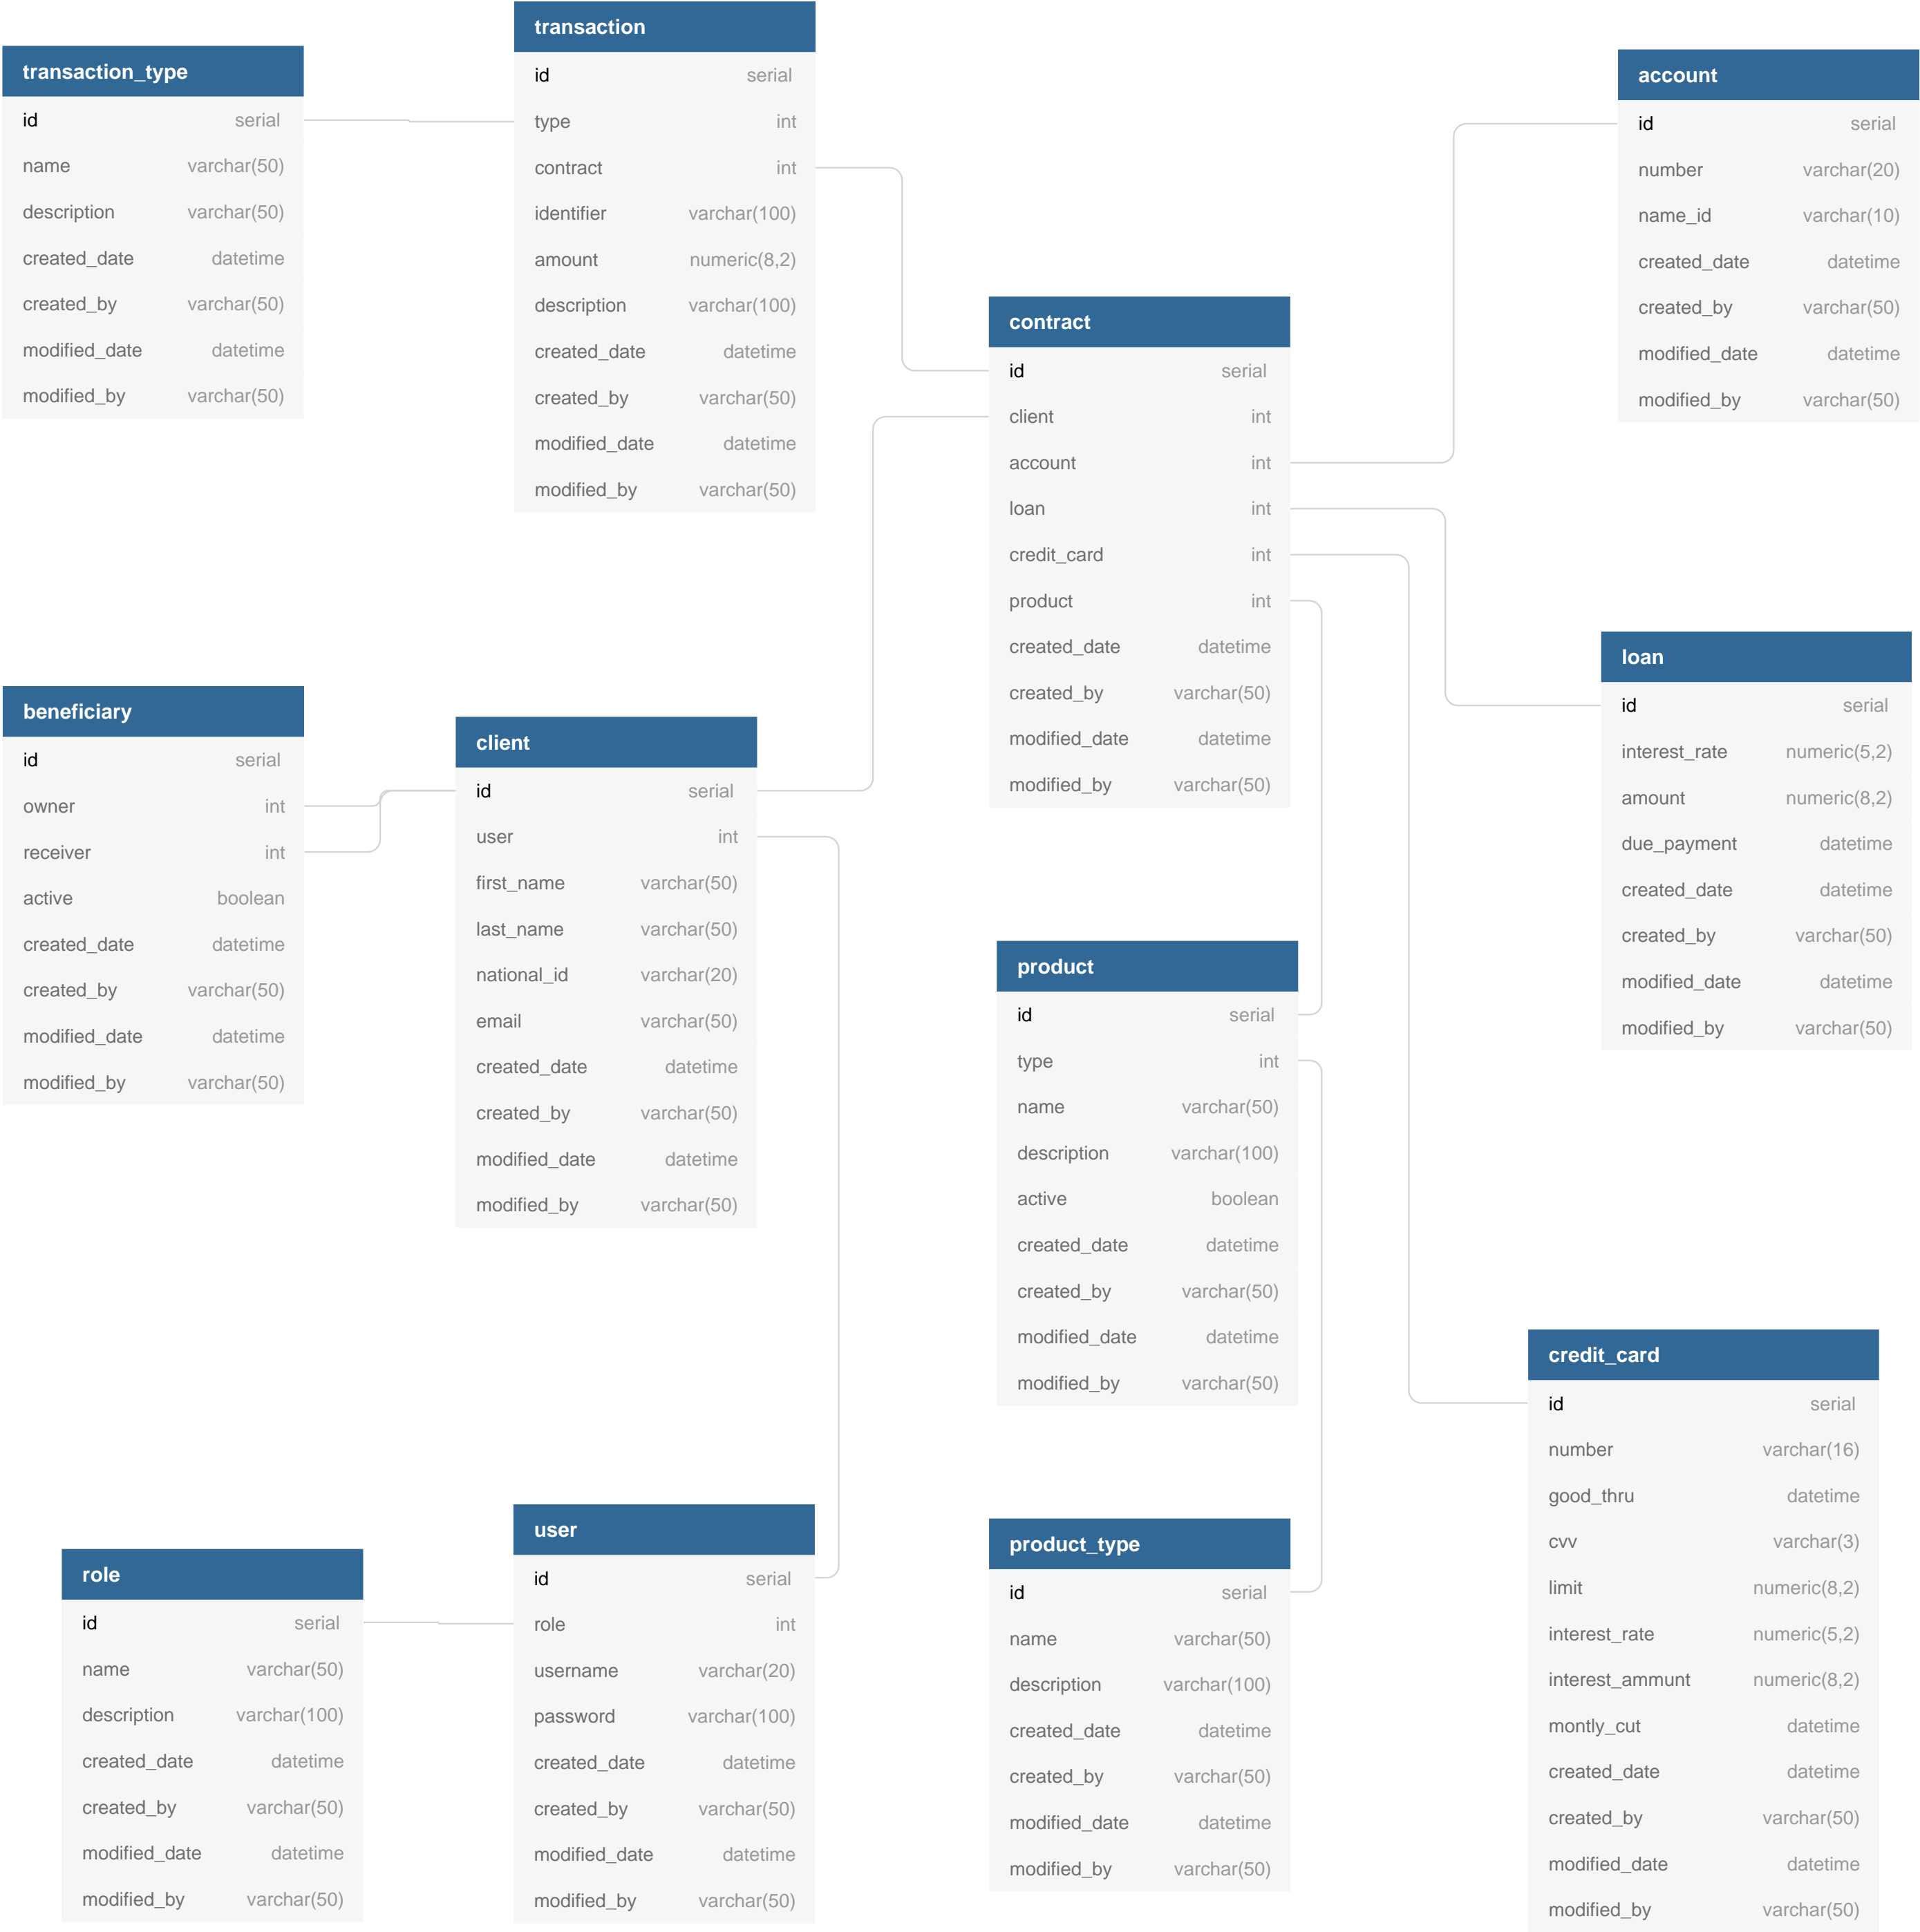 transaction_type
id serial
name varchar(50)
description varchar(50)
created_date datetime
created_by varchar(50)
modified_date datetime
modified_by varchar(50)
transaction
id serial
type int
contract int
identifier varchar(100)
amount numeric(8,2)
description varchar(100)
created_date datetime
created_by varchar(50)
modified_date datetime
modified_by varchar(50)
account
id serial
number varchar(20)
name_id varchar(10)
created_date datetime
created_by varchar(50)
modified_date datetime
modified_by varchar(50)
contract
id serial
client int
account int
loan int
credit_card int
product int
created_date datetime
created_by varchar(50)
modified_date datetime
modified_by varchar(50)
loan
id serial
interest_rate numeric(5,2)
amount numeric(8,2)
due_payment datetime
created_date datetime
created_by varchar(50)
modified_date datetime
modified_by varchar(50)
beneficiary
id serial
owner int
receiver int
active boolean
created_date datetime
created_by varchar(50)
modified_date datetime
modified_by varchar(50)
client
id serial
user int
first_name varchar(50)
last_name varchar(50)
national_id varchar(20)
email varchar(50)
created_date datetime
created_by varchar(50)
modified_date datetime
modified_by varchar(50)
product
id serial
type int
name varchar(50)
description varchar(100)
active boolean
created_date datetime
created_by varchar(50)
modified_date datetime
modified_by varchar(50)
credit_card
id serial
number varchar(16)
good_thru datetime
cvv varchar(3)
limit numeric(8,2)
interest_rate numeric(5,2)
interest_ammunt numeric(8,2)
montly_cut datetime
created_date datetime
created_by varchar(50)
modified_date datetime
modified_by varchar(50)
role
id serial
name varchar(50)
description varchar(100)
created_date datetime
created_by varchar(50)
modified_date datetime
modified_by varchar(50)
user
id serial
role int
username varchar(20)
password varchar(100)
created_date datetime
created_by varchar(50)
modified_date datetime
modified_by varchar(50)
product_type
id serial
name varchar(50)
description varchar(100)
created_date datetime
created_by varchar(50)
modified_date datetime
modified_by varchar(50)